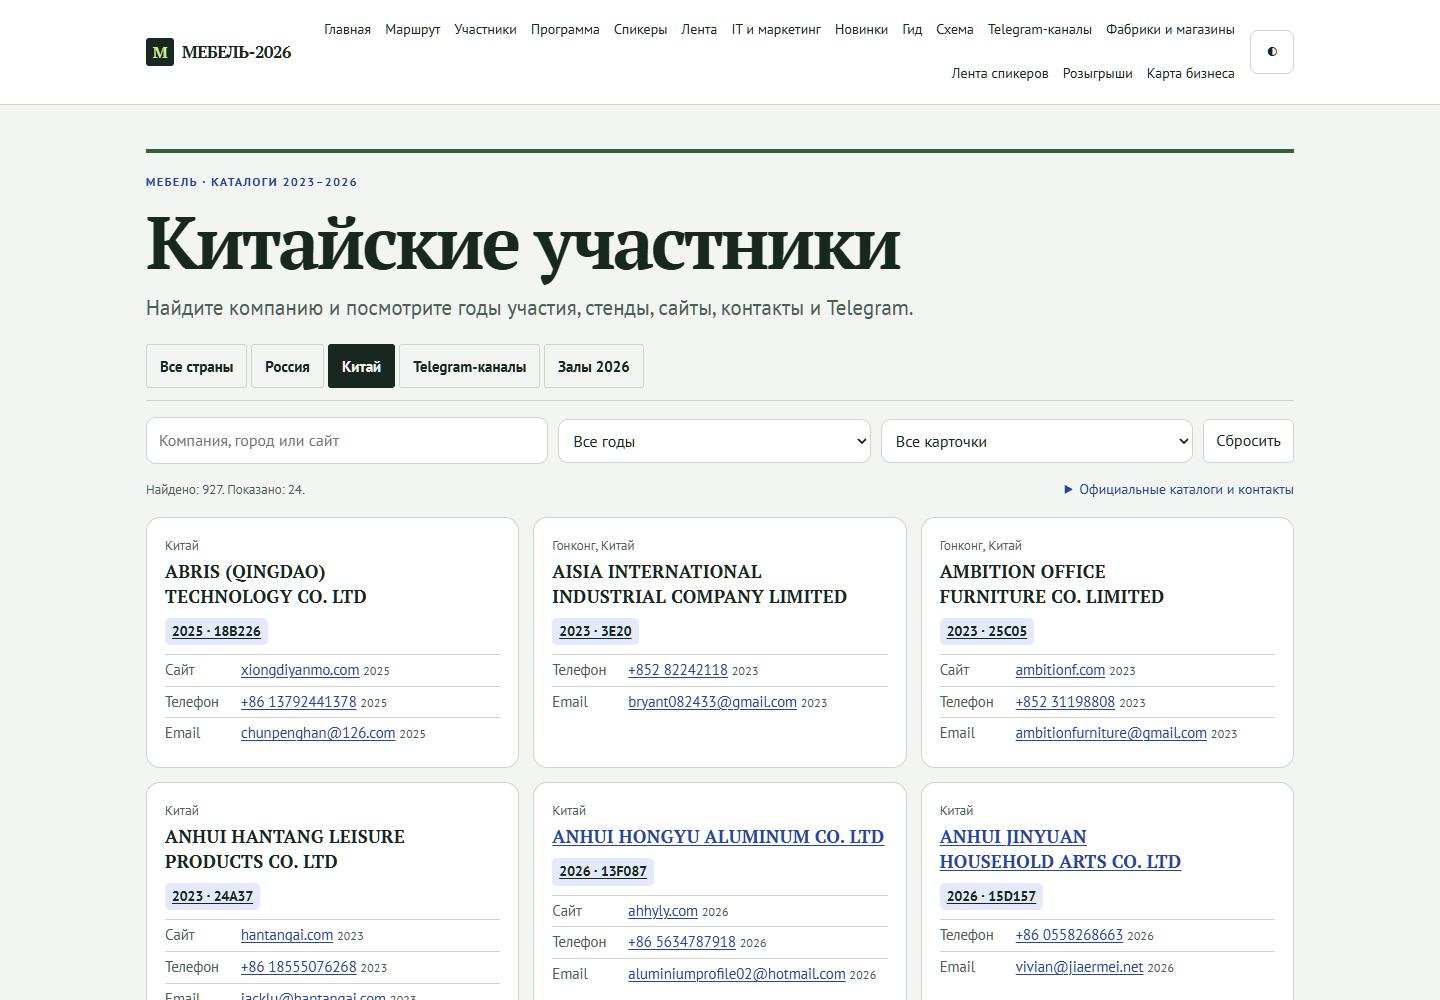 M МЕБЕЛЬ-2026
Главная Маршрут Участники Программа Спикеры Лента IT и маркетинг Новинки Гид Схема Telegram-каналы Фабрики и магазины
Лента спикеров Розыгрыши Карта бизнеса
МЕБЕЛЬ · КАТАЛОГИ 2023–2026
Китайские участники
Найдите компанию и посмотрите годы участия, стенды, сайты, контакты и Telegram.
Все страны Россия Китай Telegram-каналы Залы 2026
Компания, город или сайт Все годы Все карточки Сбросить
Найдено: 927. Показано: 24. ▶ Официальные каталоги и контакты
Китай
ABRIS (QINGDAO)
TECHNOLOGY CO. LTD
2025 · 18B226
Сайт xiongdiyanmo.com 2025
Телефон +86 13792441378 2025
Email chunpenghan@126.com 2025
Гонконг, Китай
AISIA INTERNATIONAL
INDUSTRIAL COMPANY LIMITED
2023 · 3E20
Телефон +852 82242118 2023
Email bryant082433@gmail.com 2023
Гонконг, Китай
AMBITION OFFICE
FURNITURE CO. LIMITED
2023 · 25C05
Сайт ambitionf.com 2023
Телефон +852 31198808 2023
Email ambitionfurniture@gmail.com 2023
Китай
ANHUI HANTANG LEISURE
PRODUCTS CO. LTD
2023 · 24A37
Сайт hantangai.com 2023
Телефон +86 18555076268 2023
Email jacklu@hantangai.com 2023
Китай
ANHUI HONGYU ALUMINUM CO. LTD
2026 · 13F087
Сайт ahhyly.com 2026
Телефон +86 5634787918 2026
Email aluminiumprofile02@hotmail.com 2026
Китай
ANHUI JINYUAN
HOUSEHOLD ARTS CO. LTD
2026 · 15D157
Телефон +86 0558268663 2026
Email vivian@jiaermei.net 2026